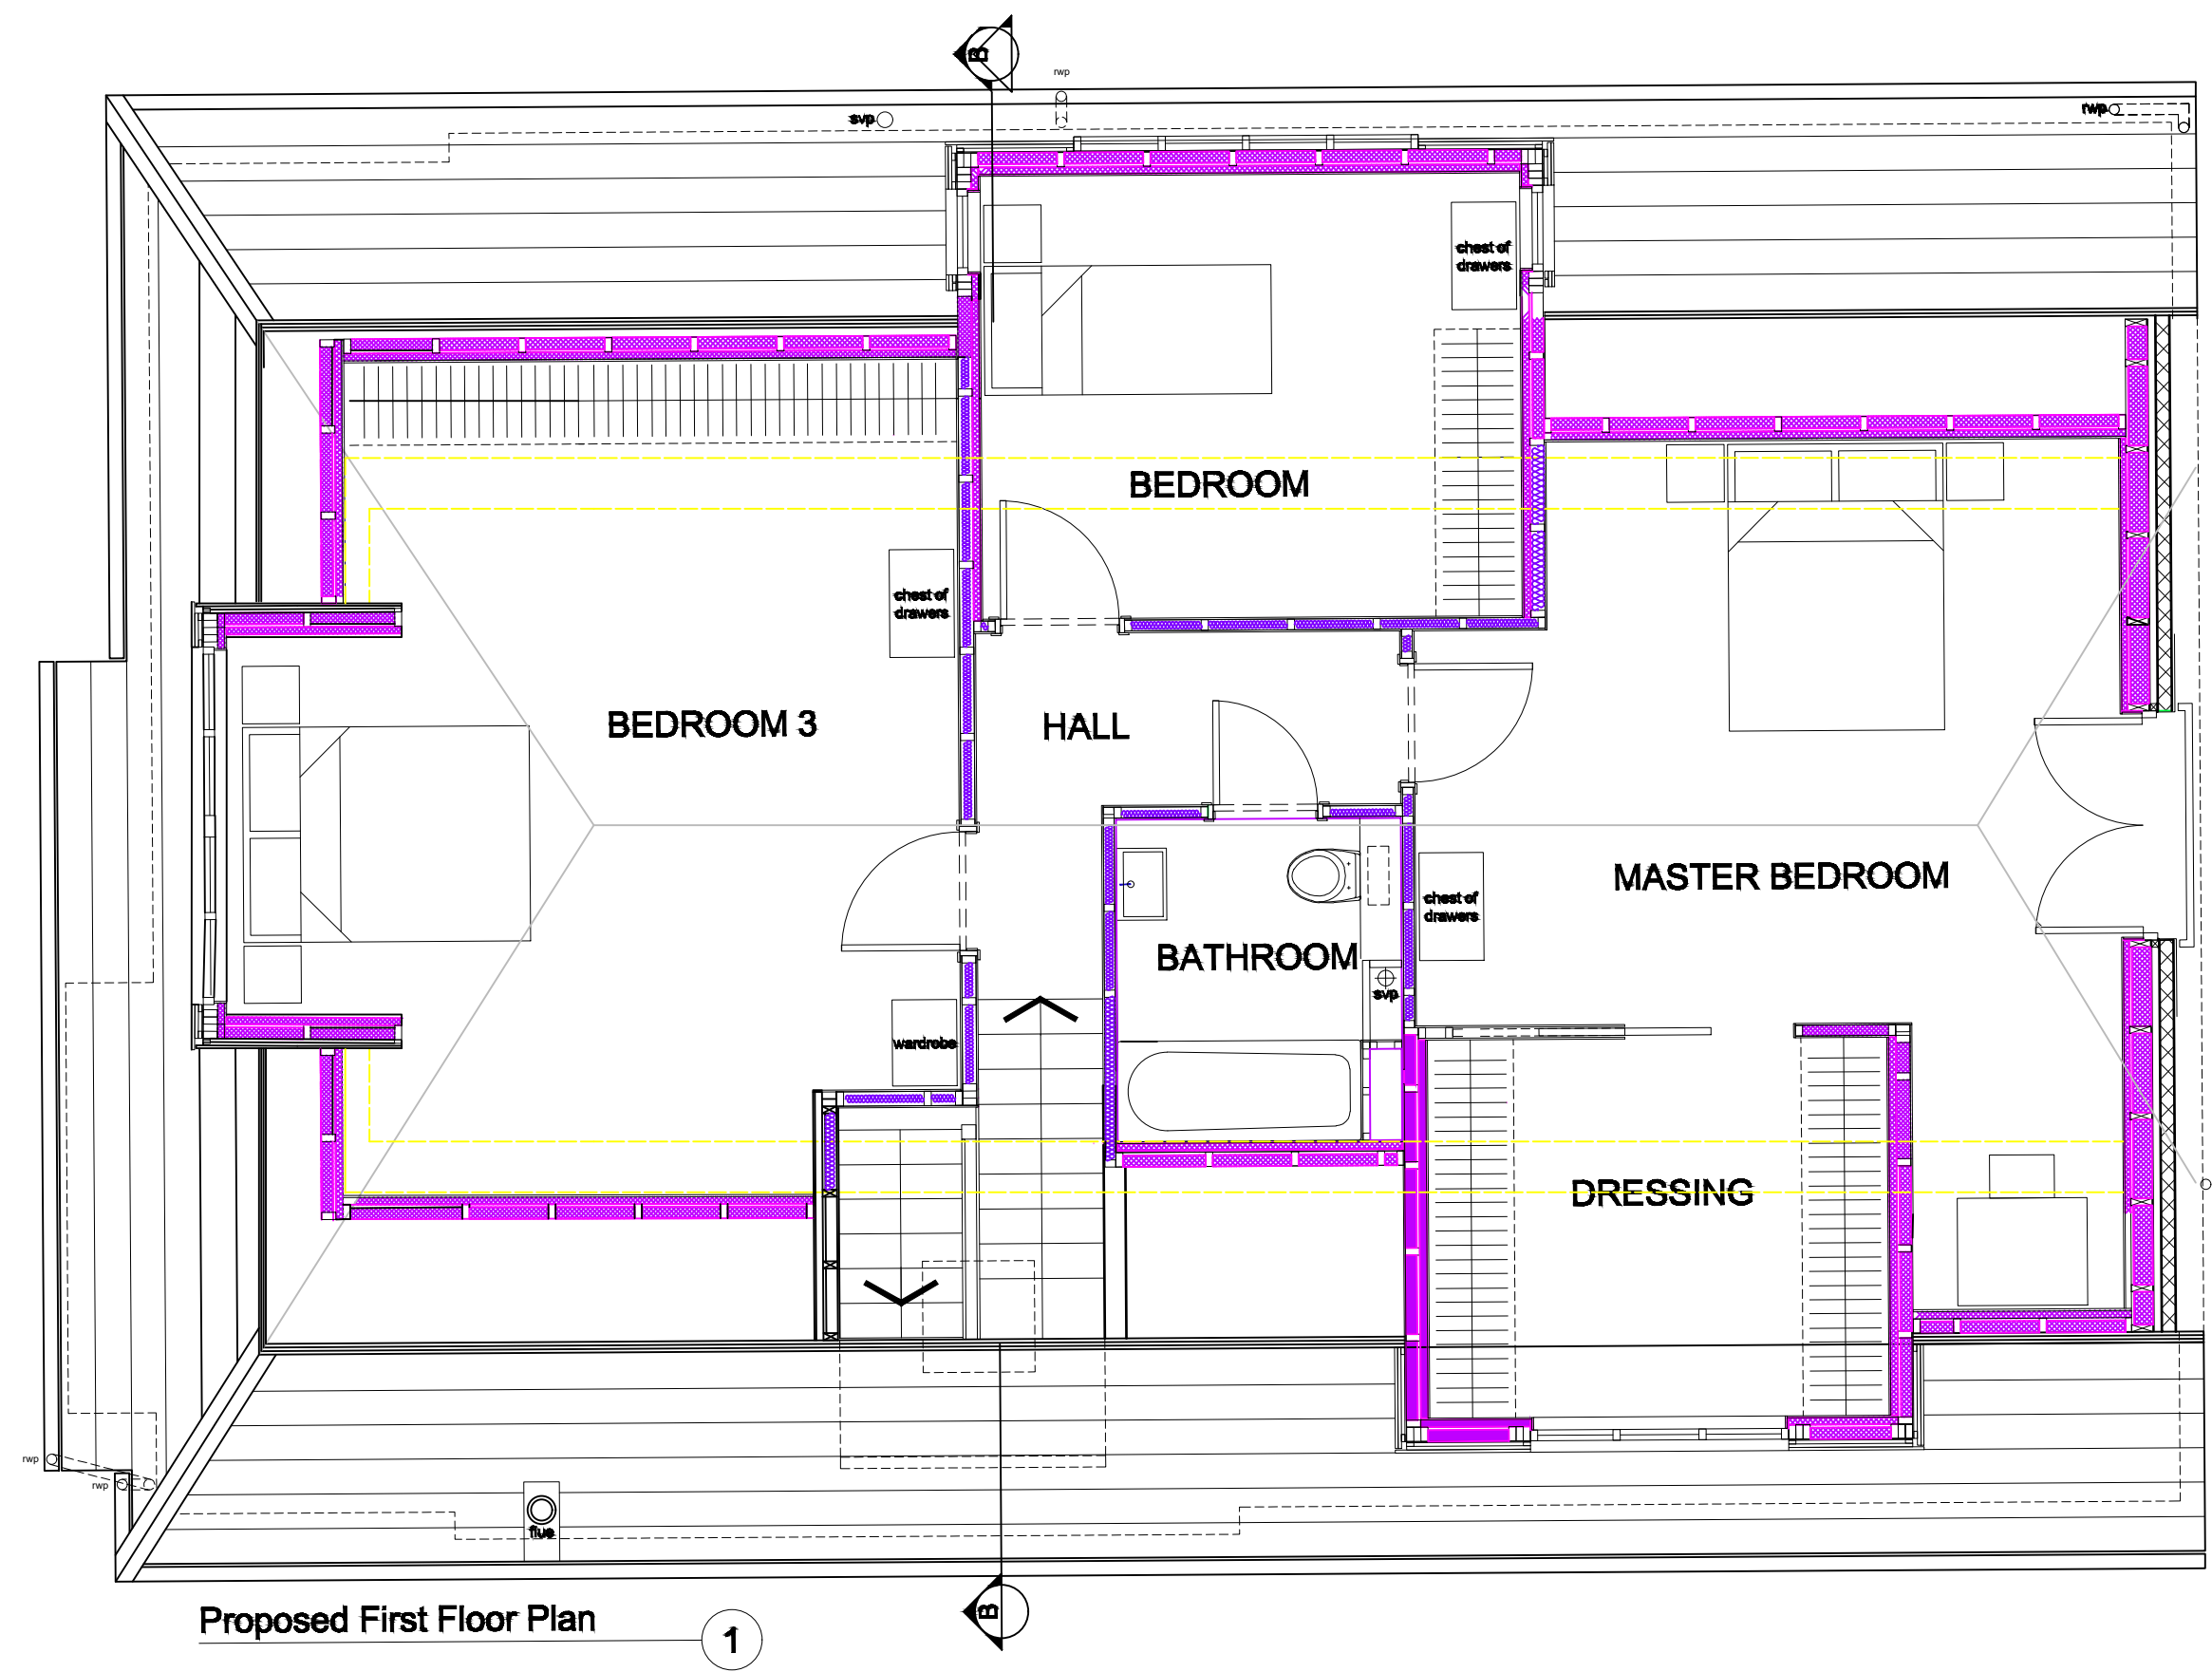 B
rwp
svp
rwp
chest of
drawers
BEDROOM
chest of
drawers
BEDROOM 3
HALL
MASTER BEDROOM
chest of
drawers
BATHROOM
svp
wardrobe
DRESSING
rwp
rwp
flue
B
Proposed First Floor Plan
1